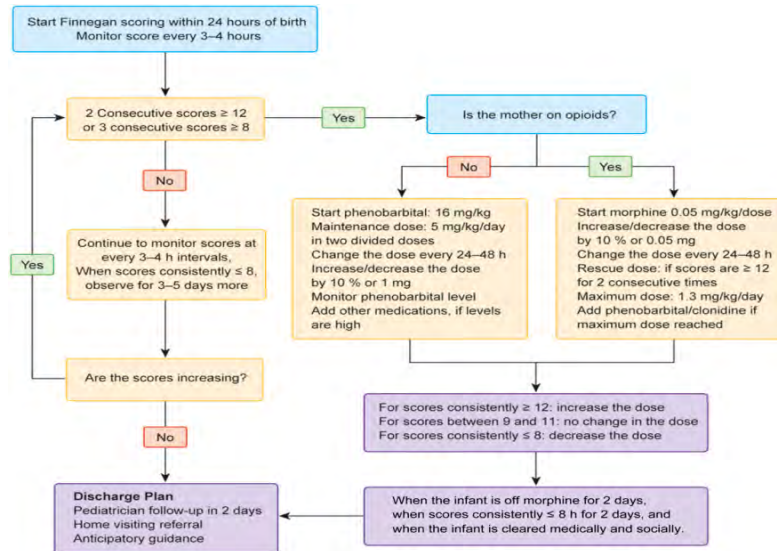 Start Finnegan scoring within 24 hours of birth
Monitor score every 3–4 hours
2 Consecutive scores ≥ 12
or 3 consecutive scores ≥ 8
Yes
Is the mother on opioids?
No
No
Yes
Yes
Continue to monitor scores at
every 3–4 h intervals,
When scores consistently ≤ 8,
observe for 3–5 days more
Start phenobarbital: 16 mg/kg
Maintenance dose: 5 mg/kg/day
in two divided doses
Change the dose every 24–48 h
Increase/decrease the dose
by 10 % or 1 mg
Monitor phenobarbital level
Add other medications, if levels
are high
Start morphine 0.05 mg/kg/dose
Increase/decrease the dose
by 10 % or 0.05 mg
Change the dose every 24–48 h
Rescue dose: if scores are ≥ 12
for 2 consecutive times
Maximum dose: 1.3 mg/kg/day
Add phenobarbital/clonidine if
maximum dose reached
Are the scores increasing?
No
For scores consistently ≥ 12: increase the dose
For scores between 9 and 11: no change in the dose
For scores consistently ≤ 8: decrease the dose
Discharge Plan
Pediatrician follow-up in 2 days
Home visiting referral
Anticipatory guidance
When the infant is off morphine for 2 days,
when scores consistently ≤ 8 h for 2 days, and
when the infant is cleared medically and socially.